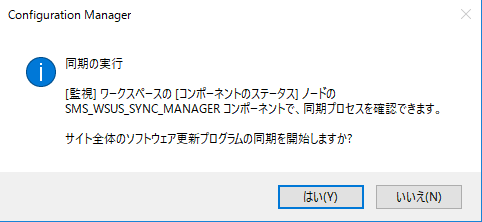 Configuration Manager
同期の実行
[監視] ワークスペースの [コンポーネントのステータス] ノードの
SMS_WSUS_SYNC_MANAGER コンポーネントで、同期プロセスを確認できます。
サイト全体のソフトウェア更新プログラムの同期を開始しますか?
はい(Y)
いいえ(N)